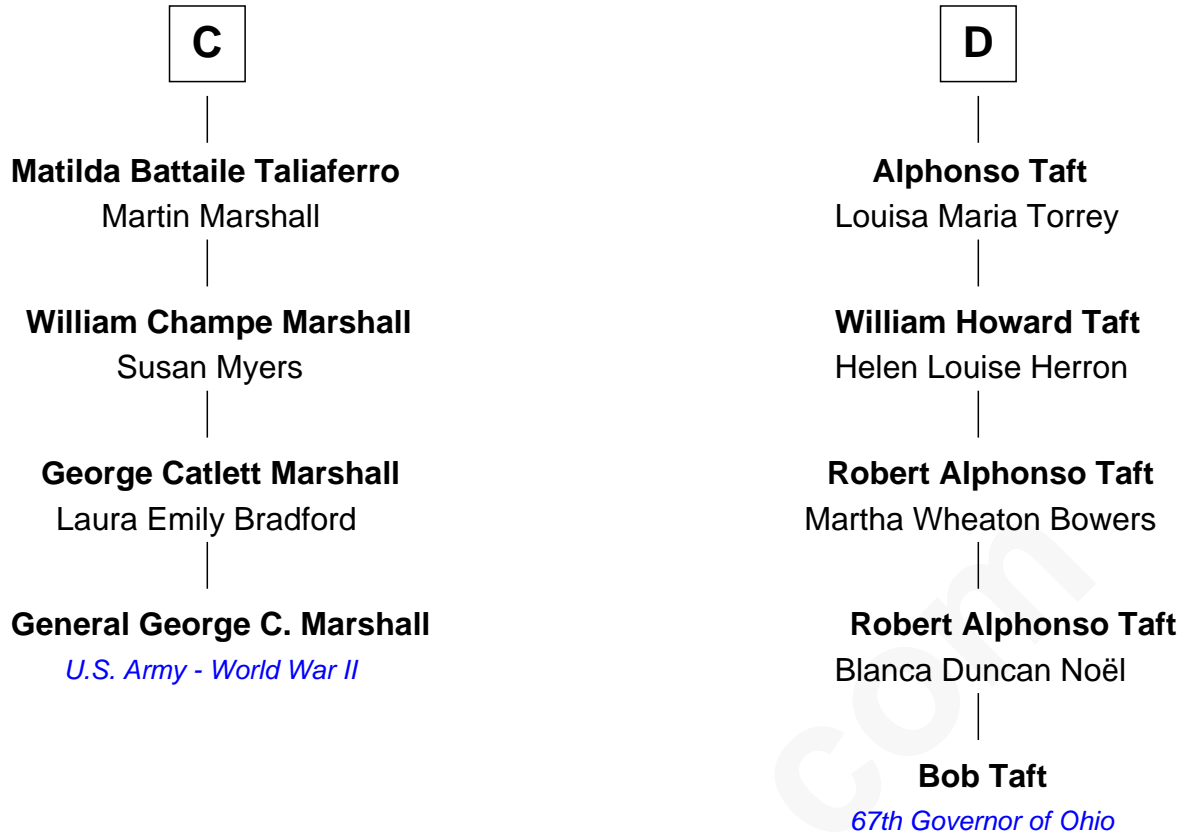 C
Matilda Battaile Taliaferro
Martin Marshall
William Champe Marshall
Susan Myers
George Catlett Marshall
Laura Emily Bradford
General George C. Marshall
U.S. Army - World War II
D
Alphonso Taft
Louisa Maria Torrey
William Howard Taft
Helen Louise Herron
Robert Alphonso Taft
Martha Wheaton Bowers
Robert Alphonso Taft
Blanca Duncan Noël
Bob Taft
67th Governor of Ohio
com